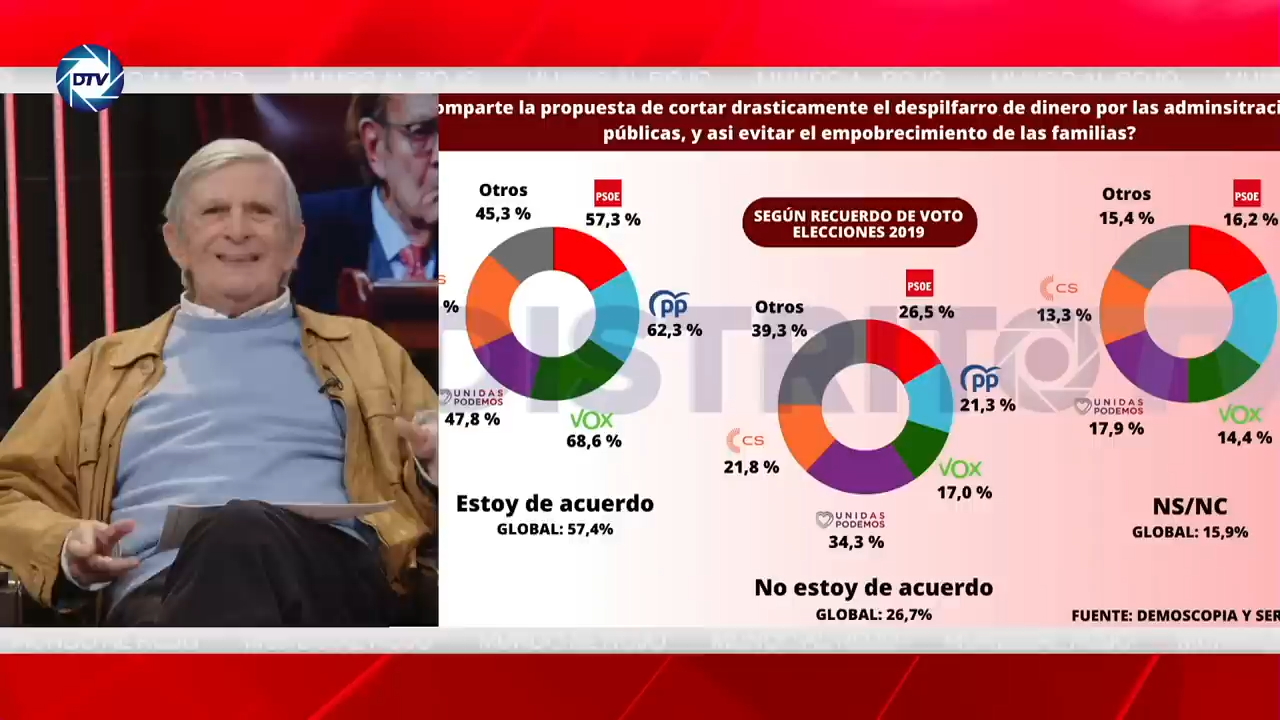 DTV
omparte la propuesta de cortar drasticamente el despilfarro de dinero por las adminsitraci
públicas, y asi evitar el empobrecimiento de las familias?
SEGÚN RECUERDO DE VOTO
ELECCIONES 2019
Otros
45,3 %
PSOE
57,3 %
PP
62,3 %
VOX
68,6 %
UNIDAS
PODEMOS
47,8 %
S
%
Estoy de acuerdo
GLOBAL: 57,4%
Otros
39,3 %
PSOE
26,5 %
PP
21,3 %
VOX
17,0 %
UNIDAS
PODEMOS
34,3 %
CS
21,8 %
No estoy de acuerdo
GLOBAL: 26,7%
Otros
15,4 %
PSOE
16,2 %
VOX
14,4 %
UNIDAS
PODEMOS
17,9 %
CS
13,3 %
NS/NC
GLOBAL: 15,9%
FUENTE: DEMOSCOPIA Y SER
DISTRITO